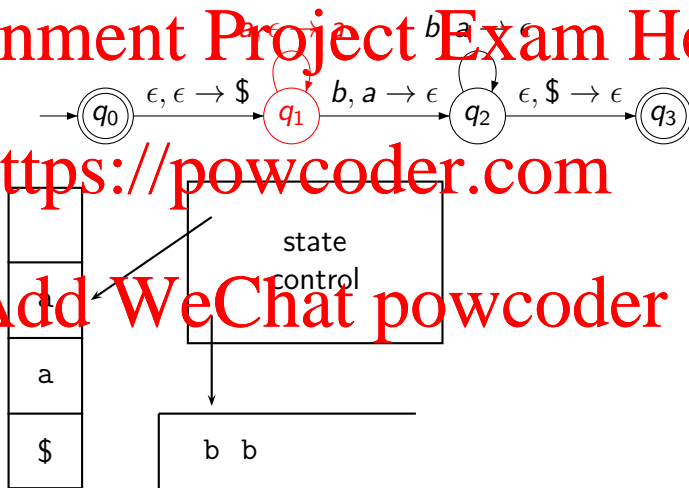 nment Project Exam He
a, ϵ → a b, a → ϵ
ϵ, ϵ → $ b, a → ϵ ϵ, $ → ϵ
q0 q1 q2 q3
ttps://powcoder.com
state
control
a
Add WeChat powcoder
a
$ b b